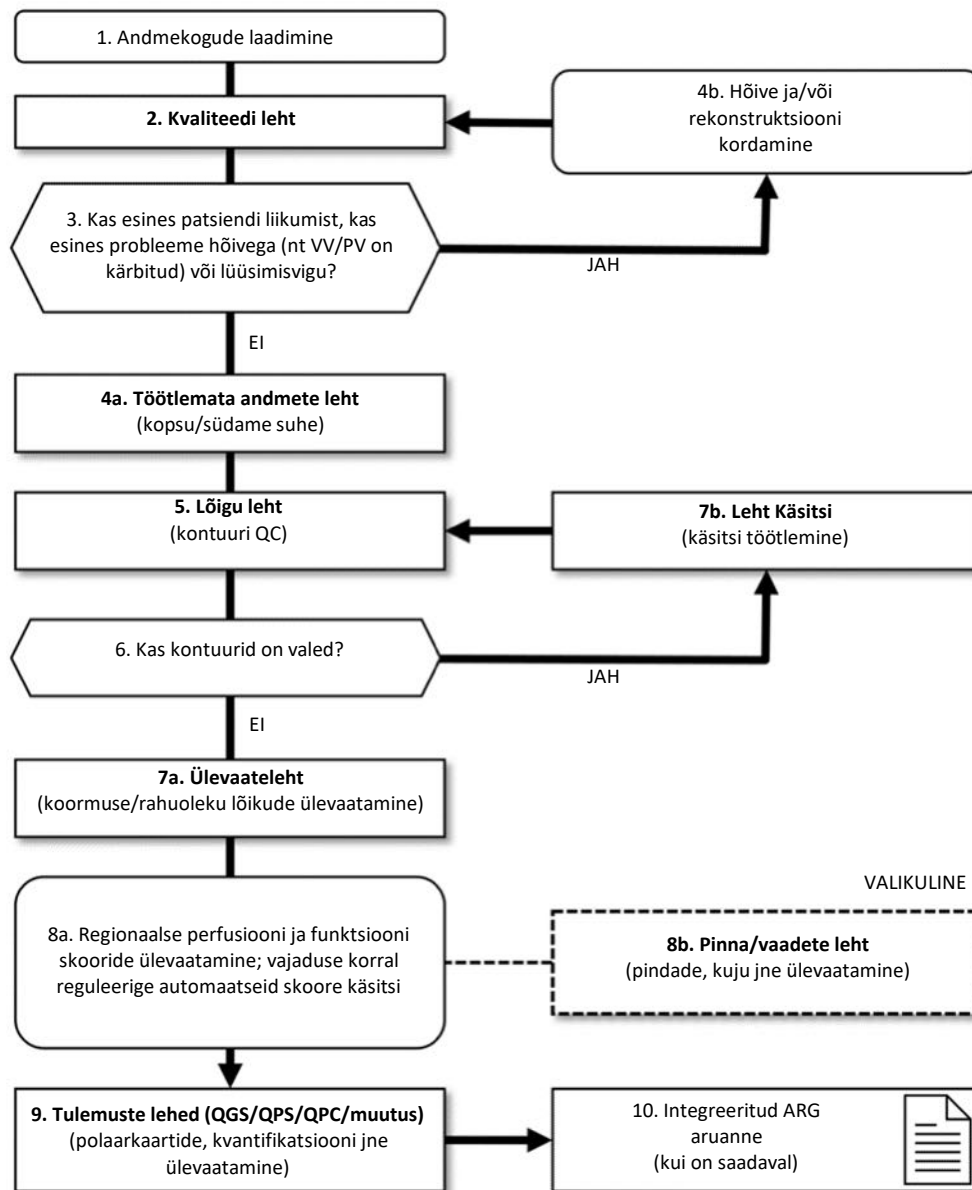 1. Andmekogude laadimine
2. Kvaliteedi leht
4b. Hõive ja/või
rekonstruktsiooni
kordamine
3. Kas esines patsiendi liikumist, kas
esines probleeme hõivega (nt VV/PV on
kärbitud) või lüüsimisvigu?
JAH
EI
4a. Töötlemata andmete leht
(kopsu/südame suhe)
5. Lõigu leht
(kontuuri QC)
7b. Leht Käsitsi
(käsitsi töötlemine)
6. Kas kontuurid on valed?
JAH
EI
7a. Ülevaateleht
(koormuse/rahuoleku lõikude ülevaatamine)
VALIKULINE
8a. Regionaalse perfusiooni ja funktsiooni
skooride ülevaatamine; vajaduse korral
reguleerige automaatseid skoore käsitsi
8b. Pinna/vaadete leht
(pindade, kuju jne ülevaatamine)
9. Tulemuste lehed (QGS/QPS/QPC/muutus)
(polaarkaartide, kvantifikatsiooni jne
ülevaatamine)
10. Integreeritud ARG
aruanne
(kui on saadaval)